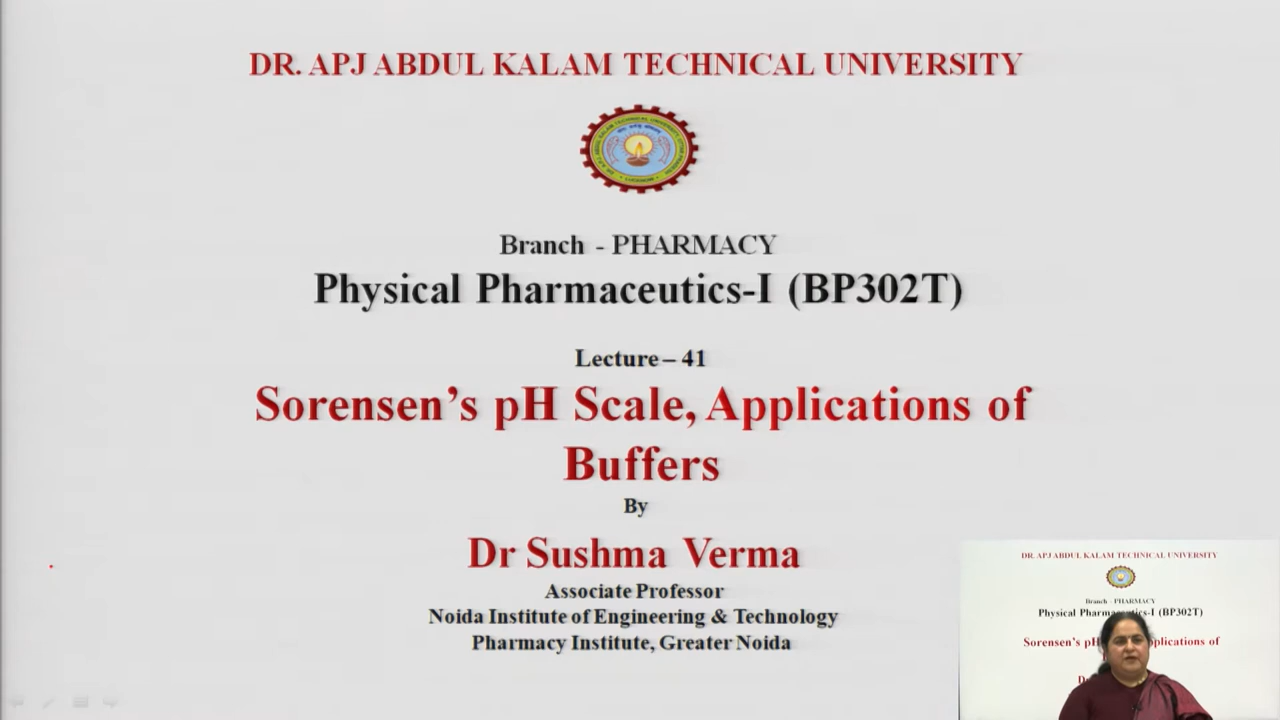 DR. APJ ABDUL KALAM TECHNICAL UNIVERSITY
Branch - PHARMACY
Physical Pharmaceutics-I (BP302T)
Lecture – 41
Sorensen's pH Scale, Applications of
Buffers
By
Dr Sushma Verma
Associate Professor
Noida Institute of Engineering & Technology
Pharmacy Institute, Greater Noida
DR. APJ ABDUL KALAM TECHNICAL UNIVERSITY
Branch - PHARMACY
Physical Pharmaceutics-I (BP302T)
Sorensen's pH pplications of